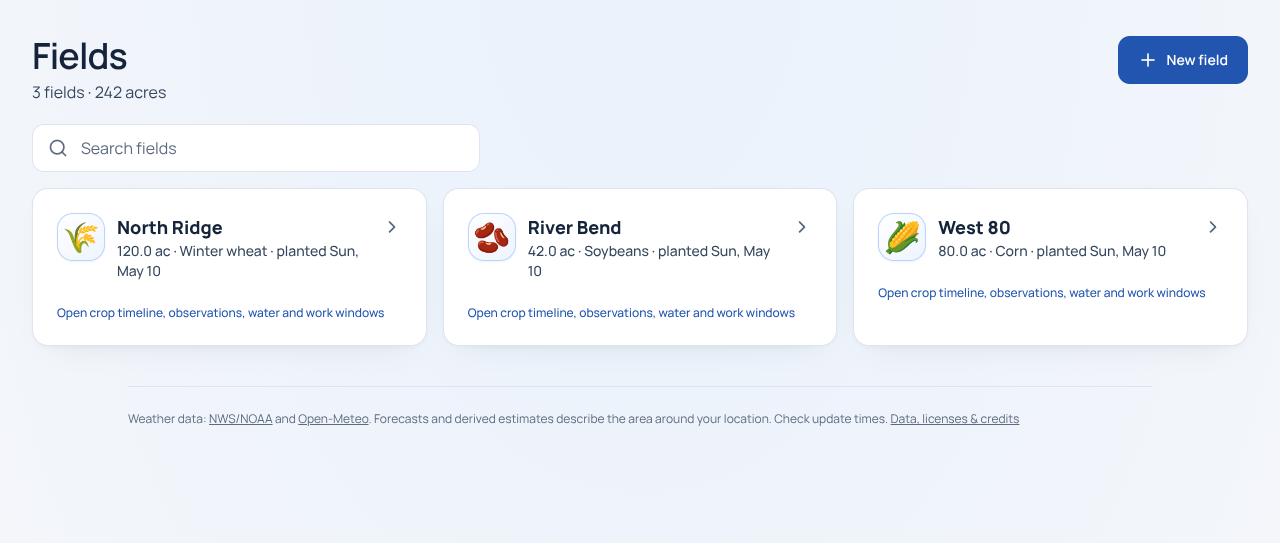 Fields
3 fields · 242 acres
New field
Search fields
North Ridge
120.0 ac · Winter wheat · planted Sun,
May 10
Open crop timeline, observations, water and work windows
River Bend
42.0 ac · Soybeans · planted Sun, May
10
Open crop timeline, observations, water and work windows
West 80
80.0 ac · Corn · planted Sun, May 10
Open crop timeline, observations, water and work windows
Weather data: NWS/NOAA and Open-Meteo. Forecasts and derived estimates describe the area around your location. Check update times. Data, licenses & credits